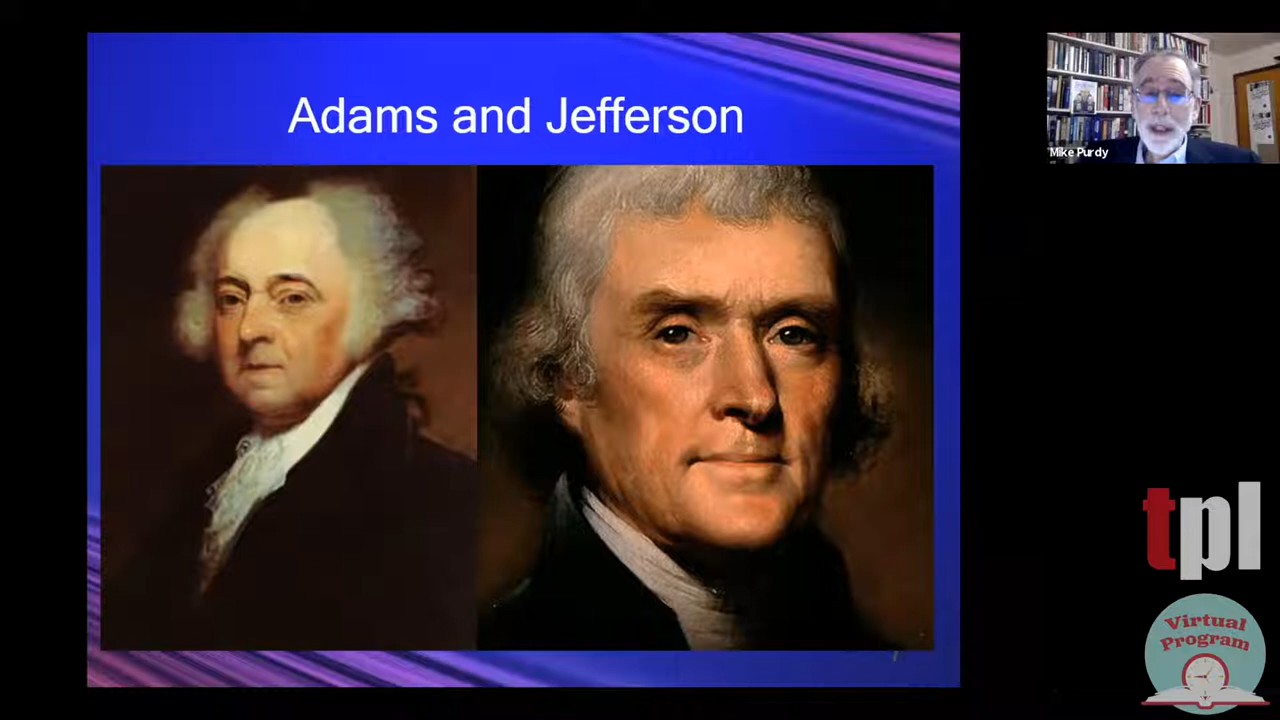 Adams and Jefferson
Mike Purdy
tpl
Virtual
Program